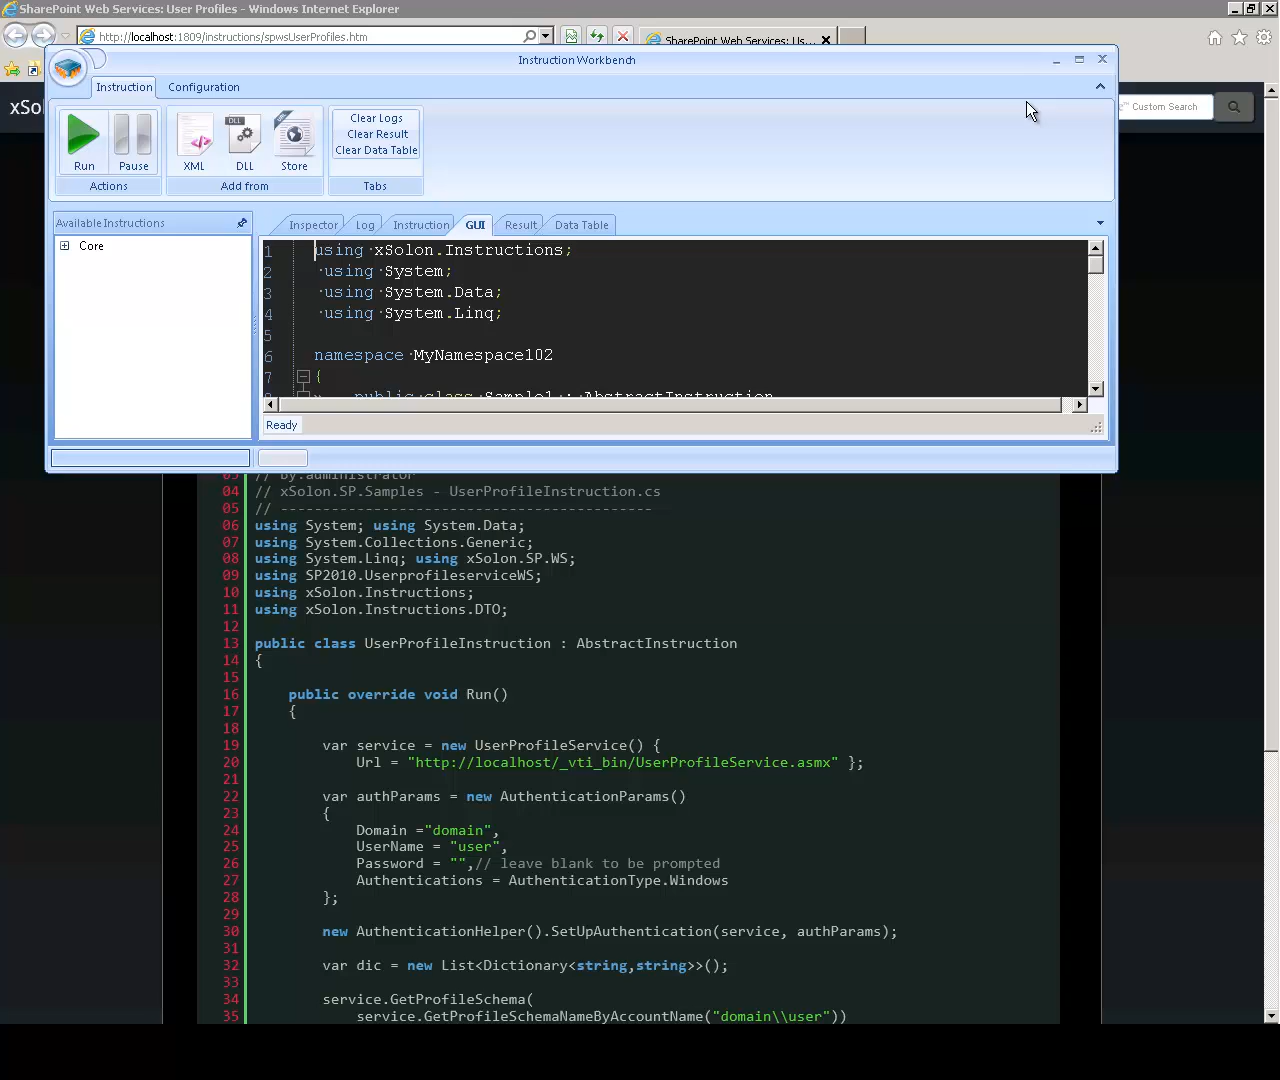 SharePoint Web Services: User Profiles - Windows Internet Explorer
http://localhost:1809/instructions/spwsUserProfiles.htm
SharePoint Web Services: Us...
Instruction Workbench
Instruction
Configuration
xSo
Custom Search
Run
Pause
XML
DLL
Store
Clear Logs
Clear Result
Clear Data Table
Actions
Add from
Tabs
Available Instructions
Core
Inspector
Log
Instruction
GUI
Result
Data Table
1 using xSolon.Instructions;
2 using System;
3 using System.Data;
4 using System.Linq;
5
6 namespace MyNamespace102
7 {
public class Sample1 : AbstractInstruction
Ready
03 // by:administrator
04 // xSolon.SP.Samples - UserProfileInstruction.cs
05 // --------------------------------------------
06 using System; using System.Data;
07 using System.Collections.Generic;
08 using System.Linq; using xSolon.SP.WS;
09 using SP2010.UserprofileserviceWS;
10 using xSolon.Instructions;
11 using xSolon.Instructions.DTO;
12
13 public class UserProfileInstruction : AbstractInstruction
14 {
15
16 public override void Run()
17 {
18
19 var service = new UserProfileService() {
20 Url = "http://localhost/_vti_bin/UserProfileService.asmx" };
21
22 var authParams = new AuthenticationParams()
23 {
24 Domain ="domain",
25 UserName = "user",
26 Password = "",// leave blank to be prompted
27 Authentications = AuthenticationType.Windows
28 };
29
30 new AuthenticationHelper().SetUpAuthentication(service, authParams);
31
32 var dic = new List<Dictionary<string,string>>();
33
34 service.GetProfileSchema(
35 service.GetProfileSchemaNameByAccountName("domain\\user"))